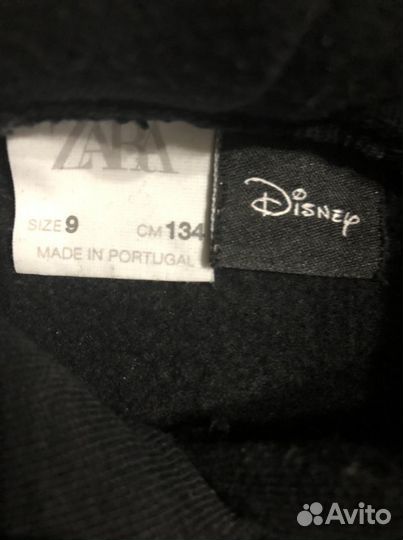 ZARA
SIZE 9 CM 134
MADE IN PORTUGAL
Disney
Avito